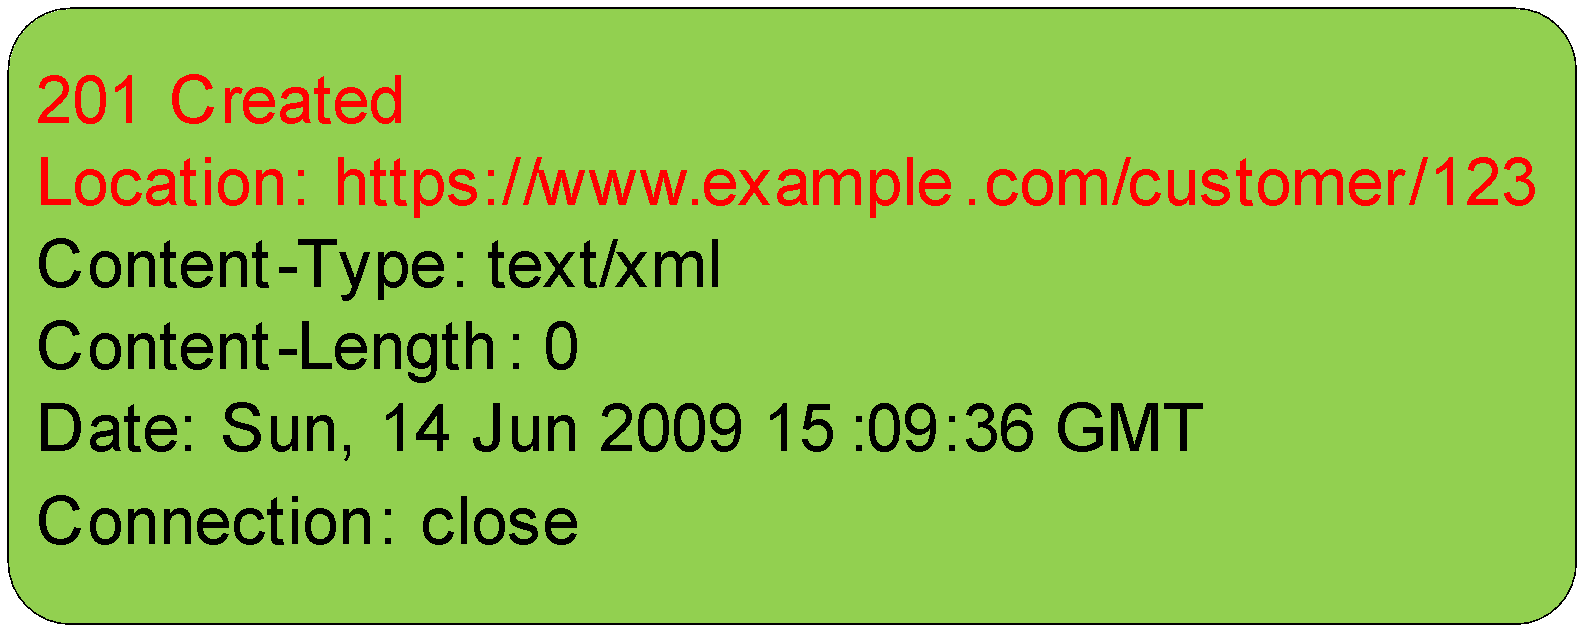 201 Created
Location: https://www.example.com/customer/123
Content-Type: text/xml
Content-Length: 0
Date: Sun, 14 Jun 2009 15:09:36 GMT
Connection: close